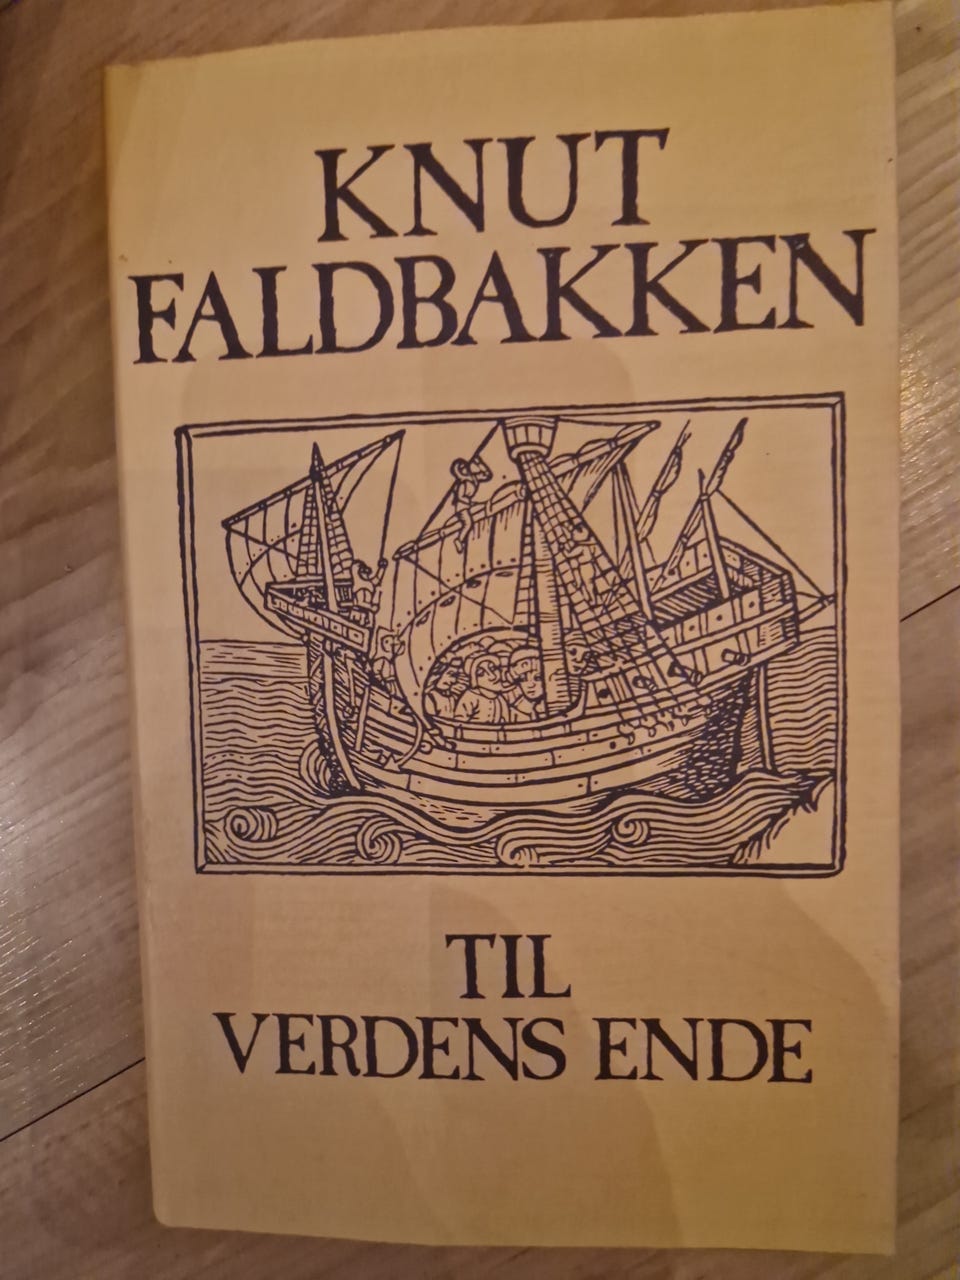 KNUT
FALDBAKKEN
TIL
VERDENS ENDE